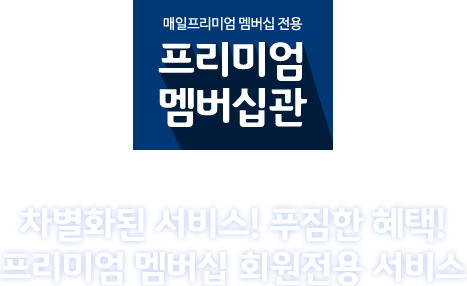 매일프리미엄 멤버십 전용
프리미엄
멤버십관
차별화된 서비스! 푸짐한 혜택!
프리미엄 멤버십 회원전용 서비스